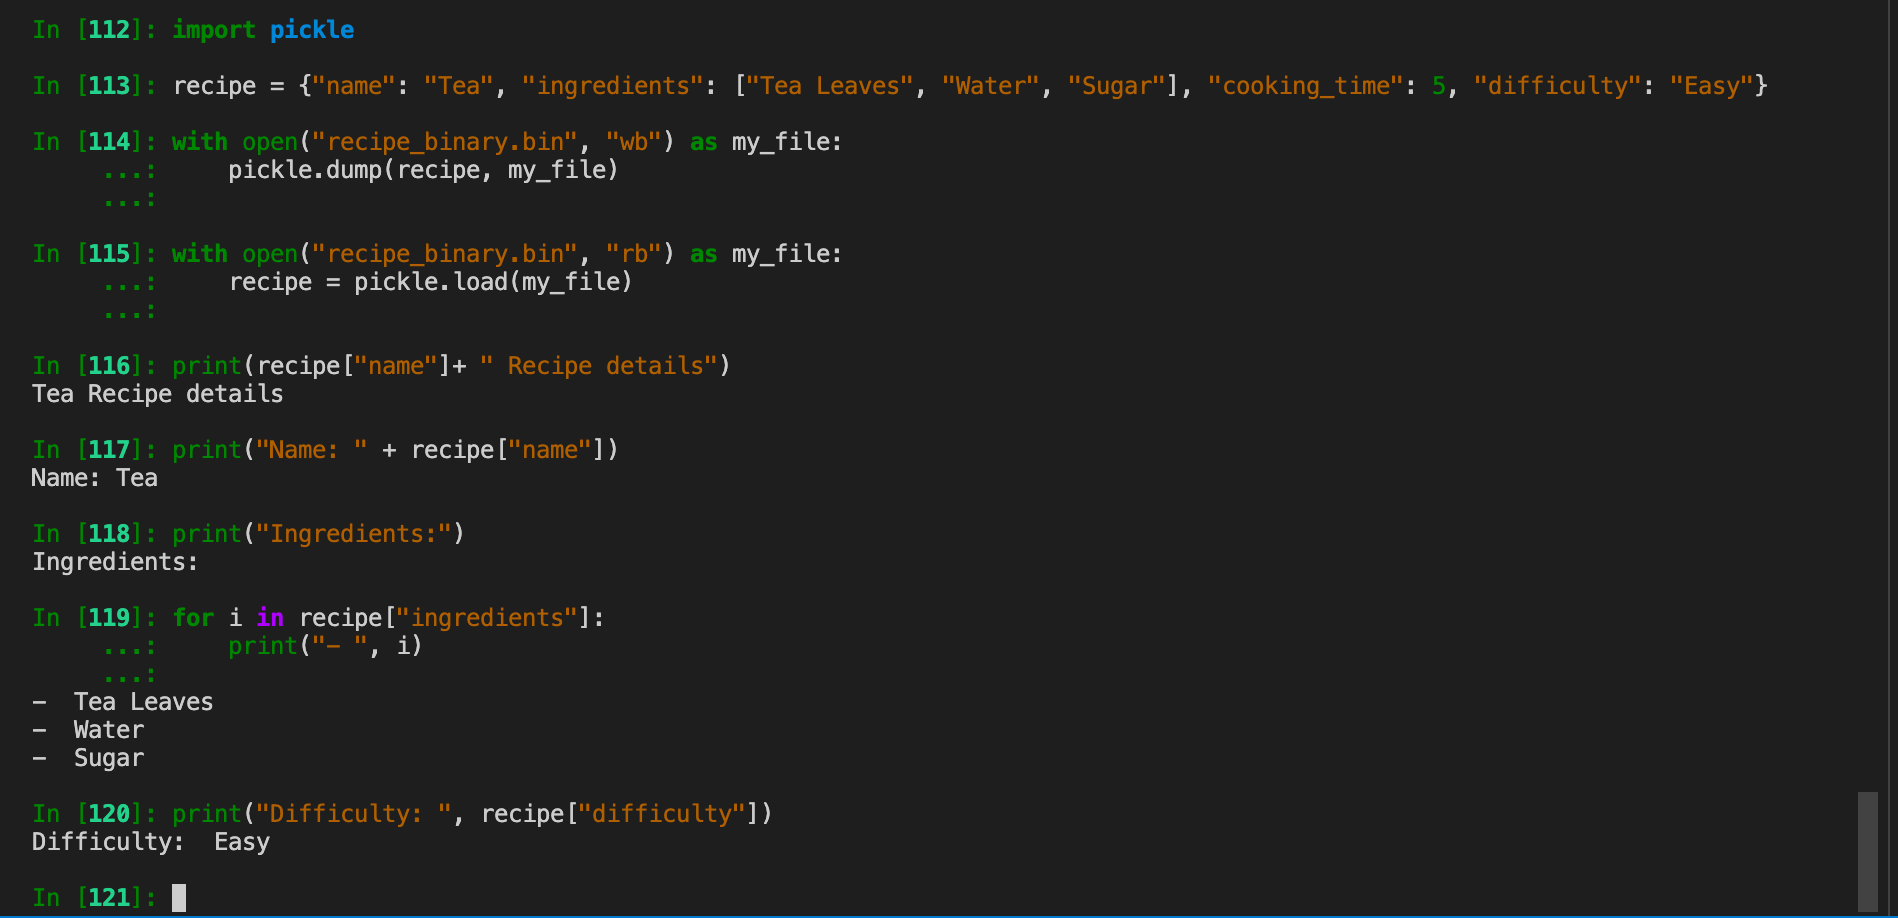 In [112]: import pickle
In [113]: recipe = {"name": "Tea", "ingredients": ["Tea Leaves", "Water", "Sugar"], "cooking_time": 5, "difficulty": "Easy"}
In [114]: with open("recipe_binary.bin", "wb") as my_file:
     ...:     pickle.dump(recipe, my_file)
     ...:
In [115]: with open("recipe_binary.bin", "rb") as my_file:
     ...:     recipe = pickle.load(my_file)
     ...:
In [116]: print(recipe["name"]+ " Recipe details")
Tea Recipe details
In [117]: print("Name: " + recipe["name"])
Name: Tea
In [118]: print("Ingredients:")
Ingredients:
In [119]: for i in recipe["ingredients"]:
     ...:     print("- ", i)
     ...:
-  Tea Leaves
-  Water
-  Sugar
In [120]: print("Difficulty: ", recipe["difficulty"])
Difficulty:  Easy
In [121]: